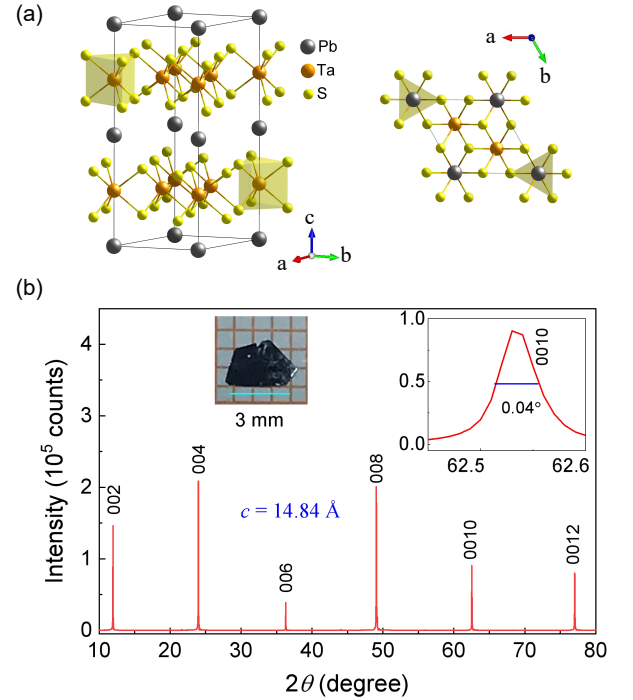 (a)
Pb
Ta
S
a
b
c
a
b
(b)
Intensity (10⁵ counts)
4
3
2
1
0
002
004
006
008
0010
0012
3 mm
c = 14.84 Å
1.0
0.5
0.0
0010
0.04°
62.5
62.6
10
20
30
40
50
60
70
80
2θ (degree)